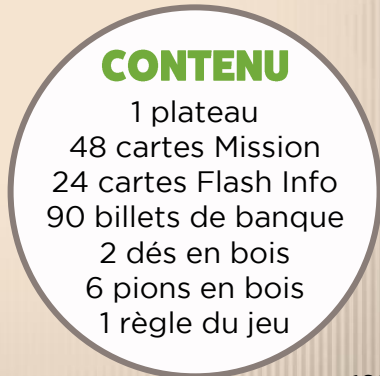 CONTENU
1 plateau
48 cartes Mission
24 cartes Flash Info
90 billets de banque
2 dés en bois
6 pions en bois
1 règle du jeu